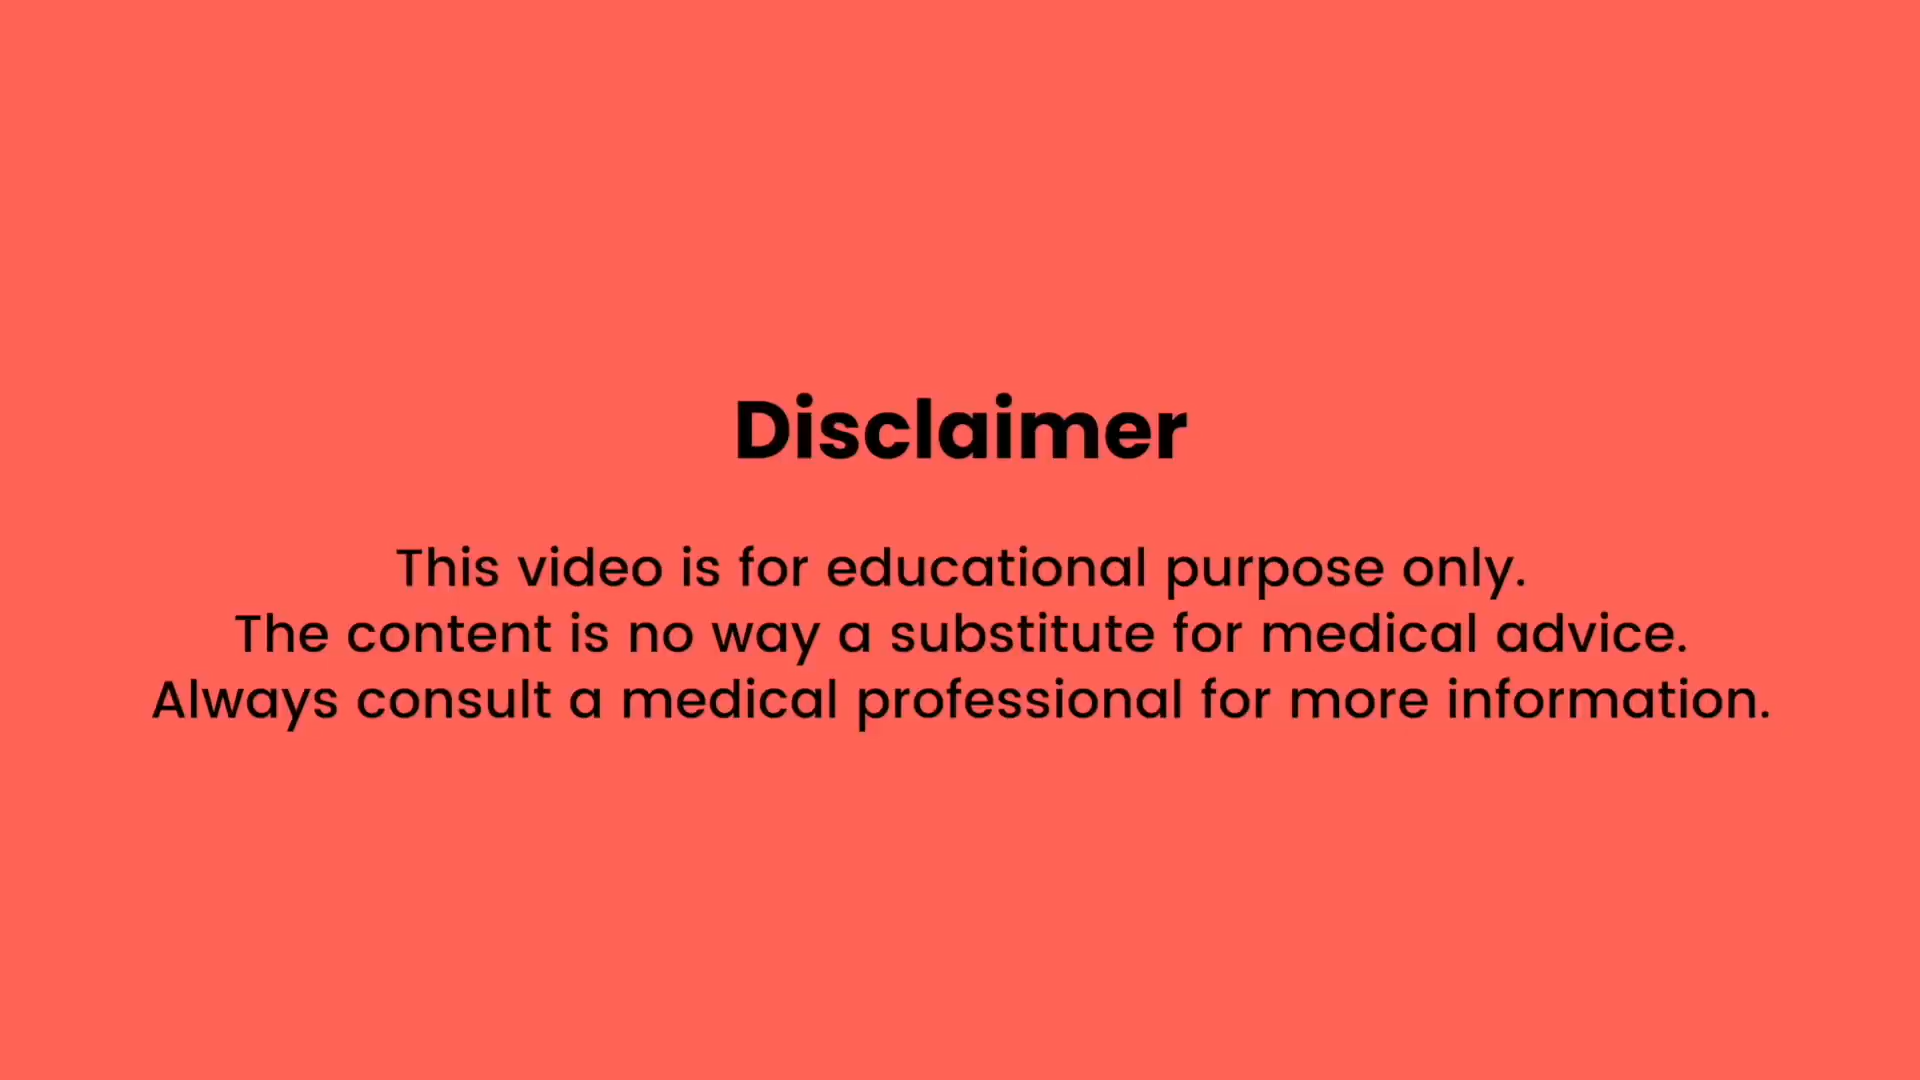 Disclaimer
This video is for educational purpose only.
The content is no way a substitute for medical advice.
Always consult a medical professional for more information.